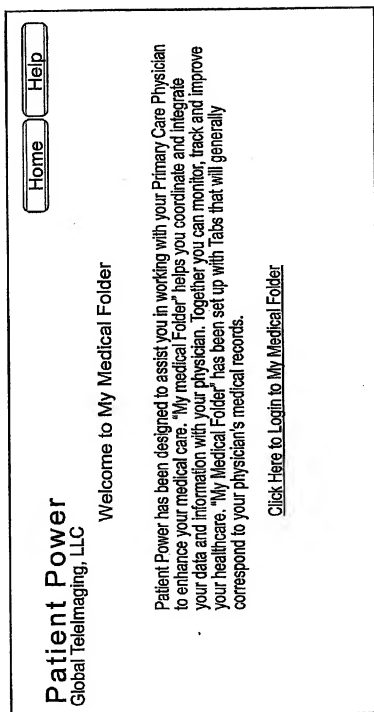 Patient Power
Global TeleImaging, LLC
Home
Help
Welcome to My Medical Folder
Patient Power has been designed to assist you in working with your Primary Care Physician
to enhance your medical care. "My medical Folder" helps you coordinate and integrate
your data and information with your physician. Together you can monitor, track and improve
your healthcare. "My Medical Folder" has been set up with Tabs that will generally
correspond to your physician's medical records.
Click Here to Login to My Medical Folder